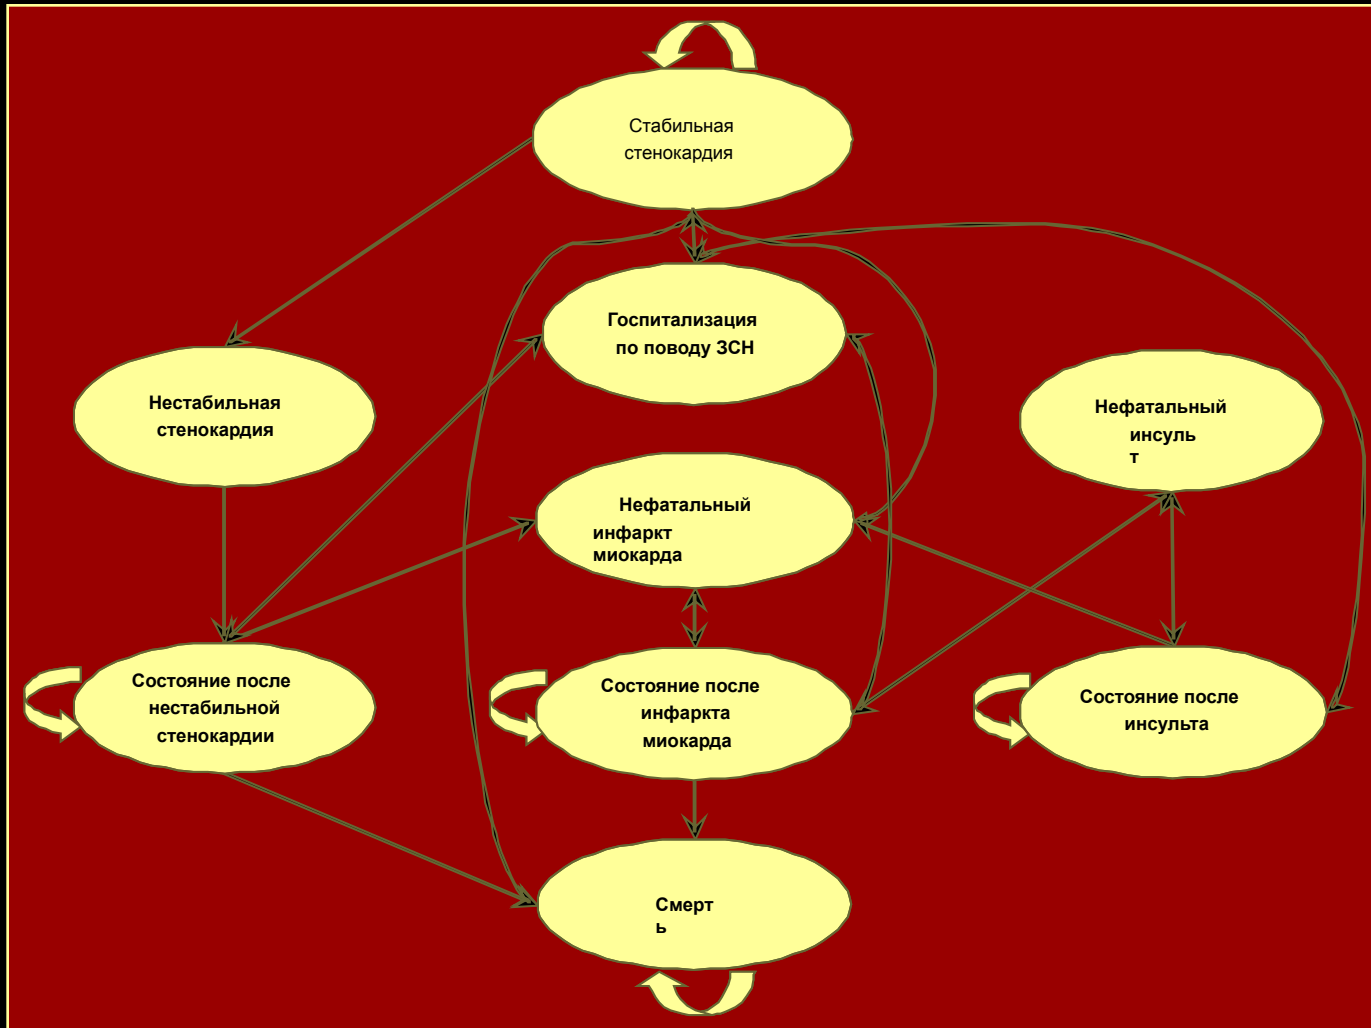 Стабильная
стенокардия
Госпитализация
по поводу ЗСН
Нестабильная
стенокардия
Нефатальный
инсуль
т
Нефатальный
инфаркт
миокарда
Состояние после
нестабильной
стенокардии
Состояние после
инфаркта
миокарда
Состояние после
инсульта
Смерт
ь